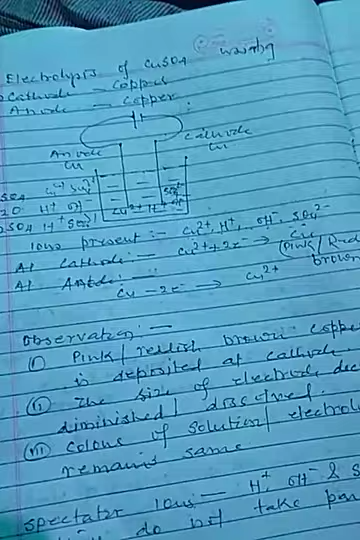 Electrolysis of CuSO4
Cathode — Copper
Anode — Copper
Cathode
Cu
Anode
Cu
Ions present :- Cu2+, H+, OH-, SO4 2-
At Cathode :- Cu2+ + 2e- → Cu
(Pink/Red
brown
At Anode :-
Cu - 2e- → Cu2+
Observation :—
(i) Pink/reddish brown coppe
is deposited at cathode
(ii) The size of electrode dec
diminished / dissolved
(iii) Colour of solution/electrol
remains same
Spectator Ions — H+ OH- & S
do not take par